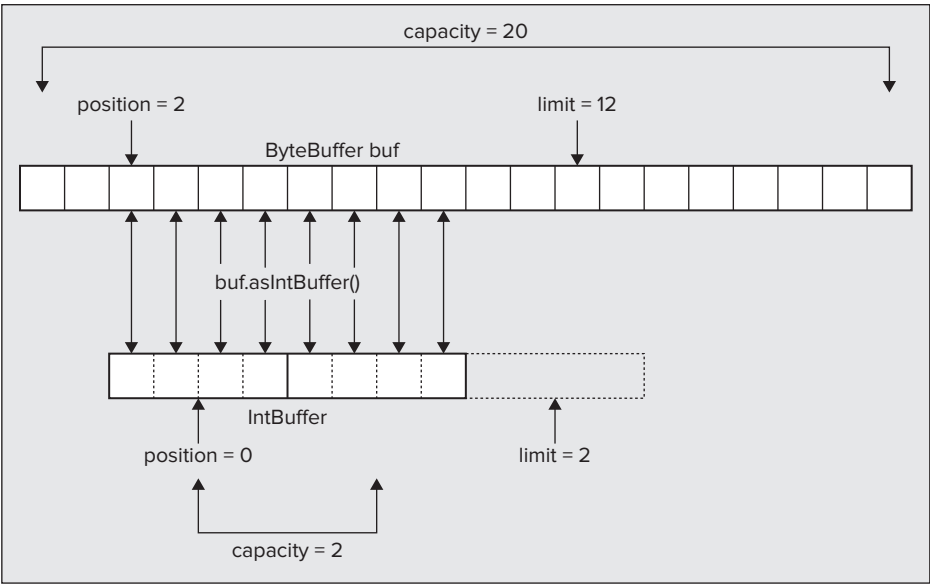 capacity = 20
position = 2
limit = 12
ByteBuffer buf
buf.asIntBuffer()
IntBuffer
position = 0
limit = 2
capacity = 2